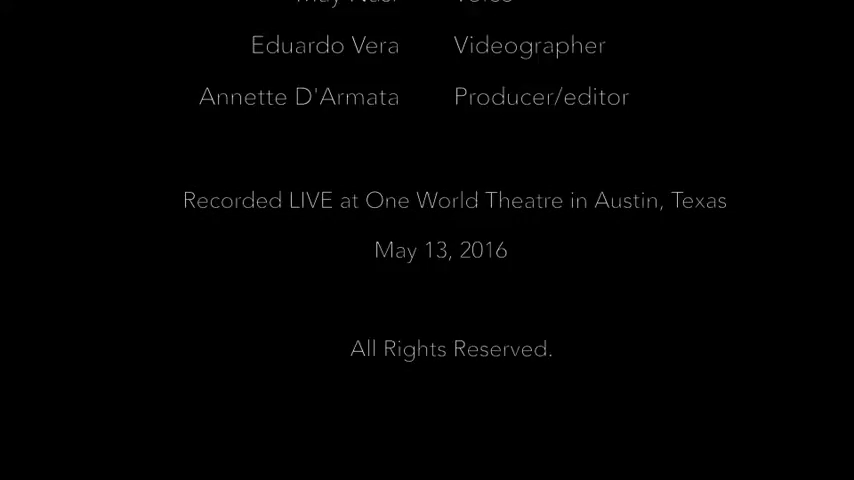 Eduardo Vera Videographer
Annette D'Armata Producer/editor
Recorded LIVE at One World Theatre in Austin, Texas
May 13, 2016
All Rights Reserved.